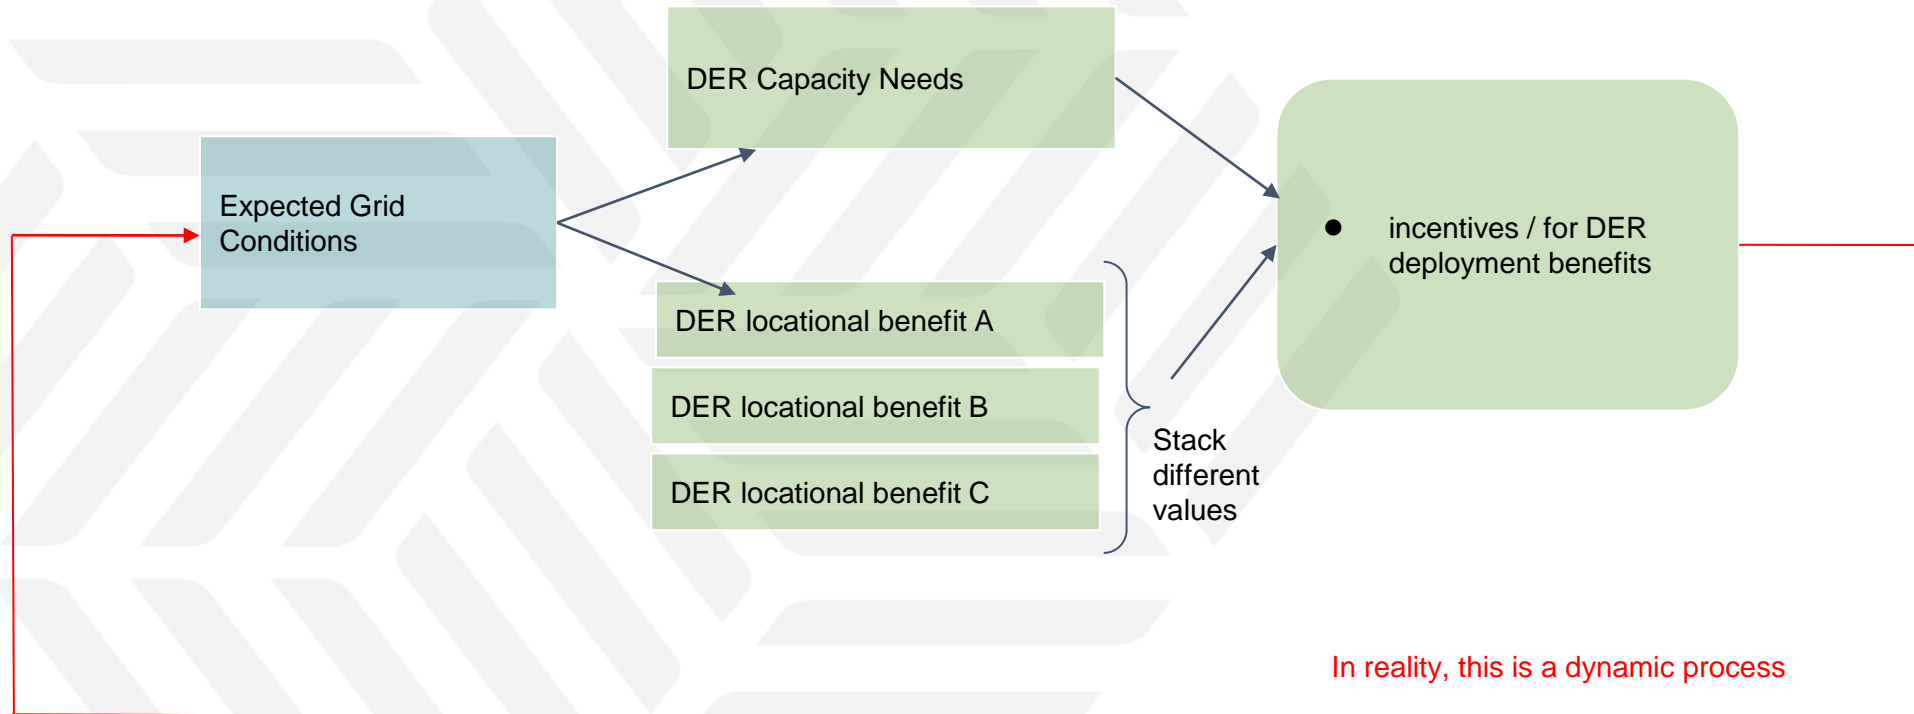 DER Capacity Needs
Expected Grid
Conditions
● incentives / for DER
deployment benefits
DER locational benefit A
DER locational benefit B
DER locational benefit C
Stack
different
values
In reality, this is a dynamic process